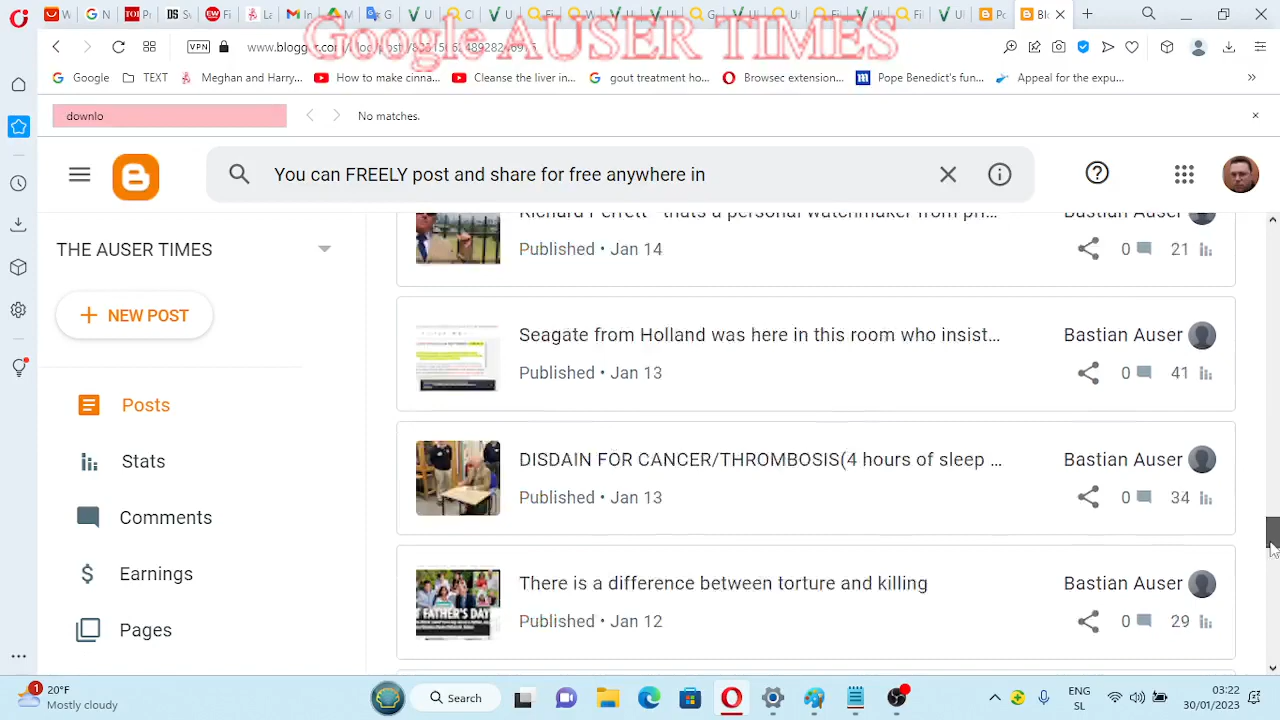 Google AUSER TIMES
VPN
www.blogger.co
Google
TEXT
Meghan and Harry...
How to make cinna...
Cleanse the liver in...
gout treatment ho...
Browsec extension...
Pope Benedict's fun...
Appeal for the expu...
downlo
No matches.
You can FREELY post and share for free anywhere in
THE AUSER TIMES
NEW POST
Posts
Stats
Comments
Earnings
Pages
Bastian Auser
Published • Jan 14
0 21
Seagate from Holland was here in this room who insist...
Bastian Auser
Published • Jan 13
0 41
DISDAIN FOR CANCER/THROMBOSIS(4 hours of sleep ...
Bastian Auser
Published • Jan 13
0 34
There is a difference between torture and killing
Bastian Auser
Published • Jan 12
0 29
FATHER'S DAY
1
20°F
Mostly cloudy
Search
ENG
SL
03:22
30/01/2023